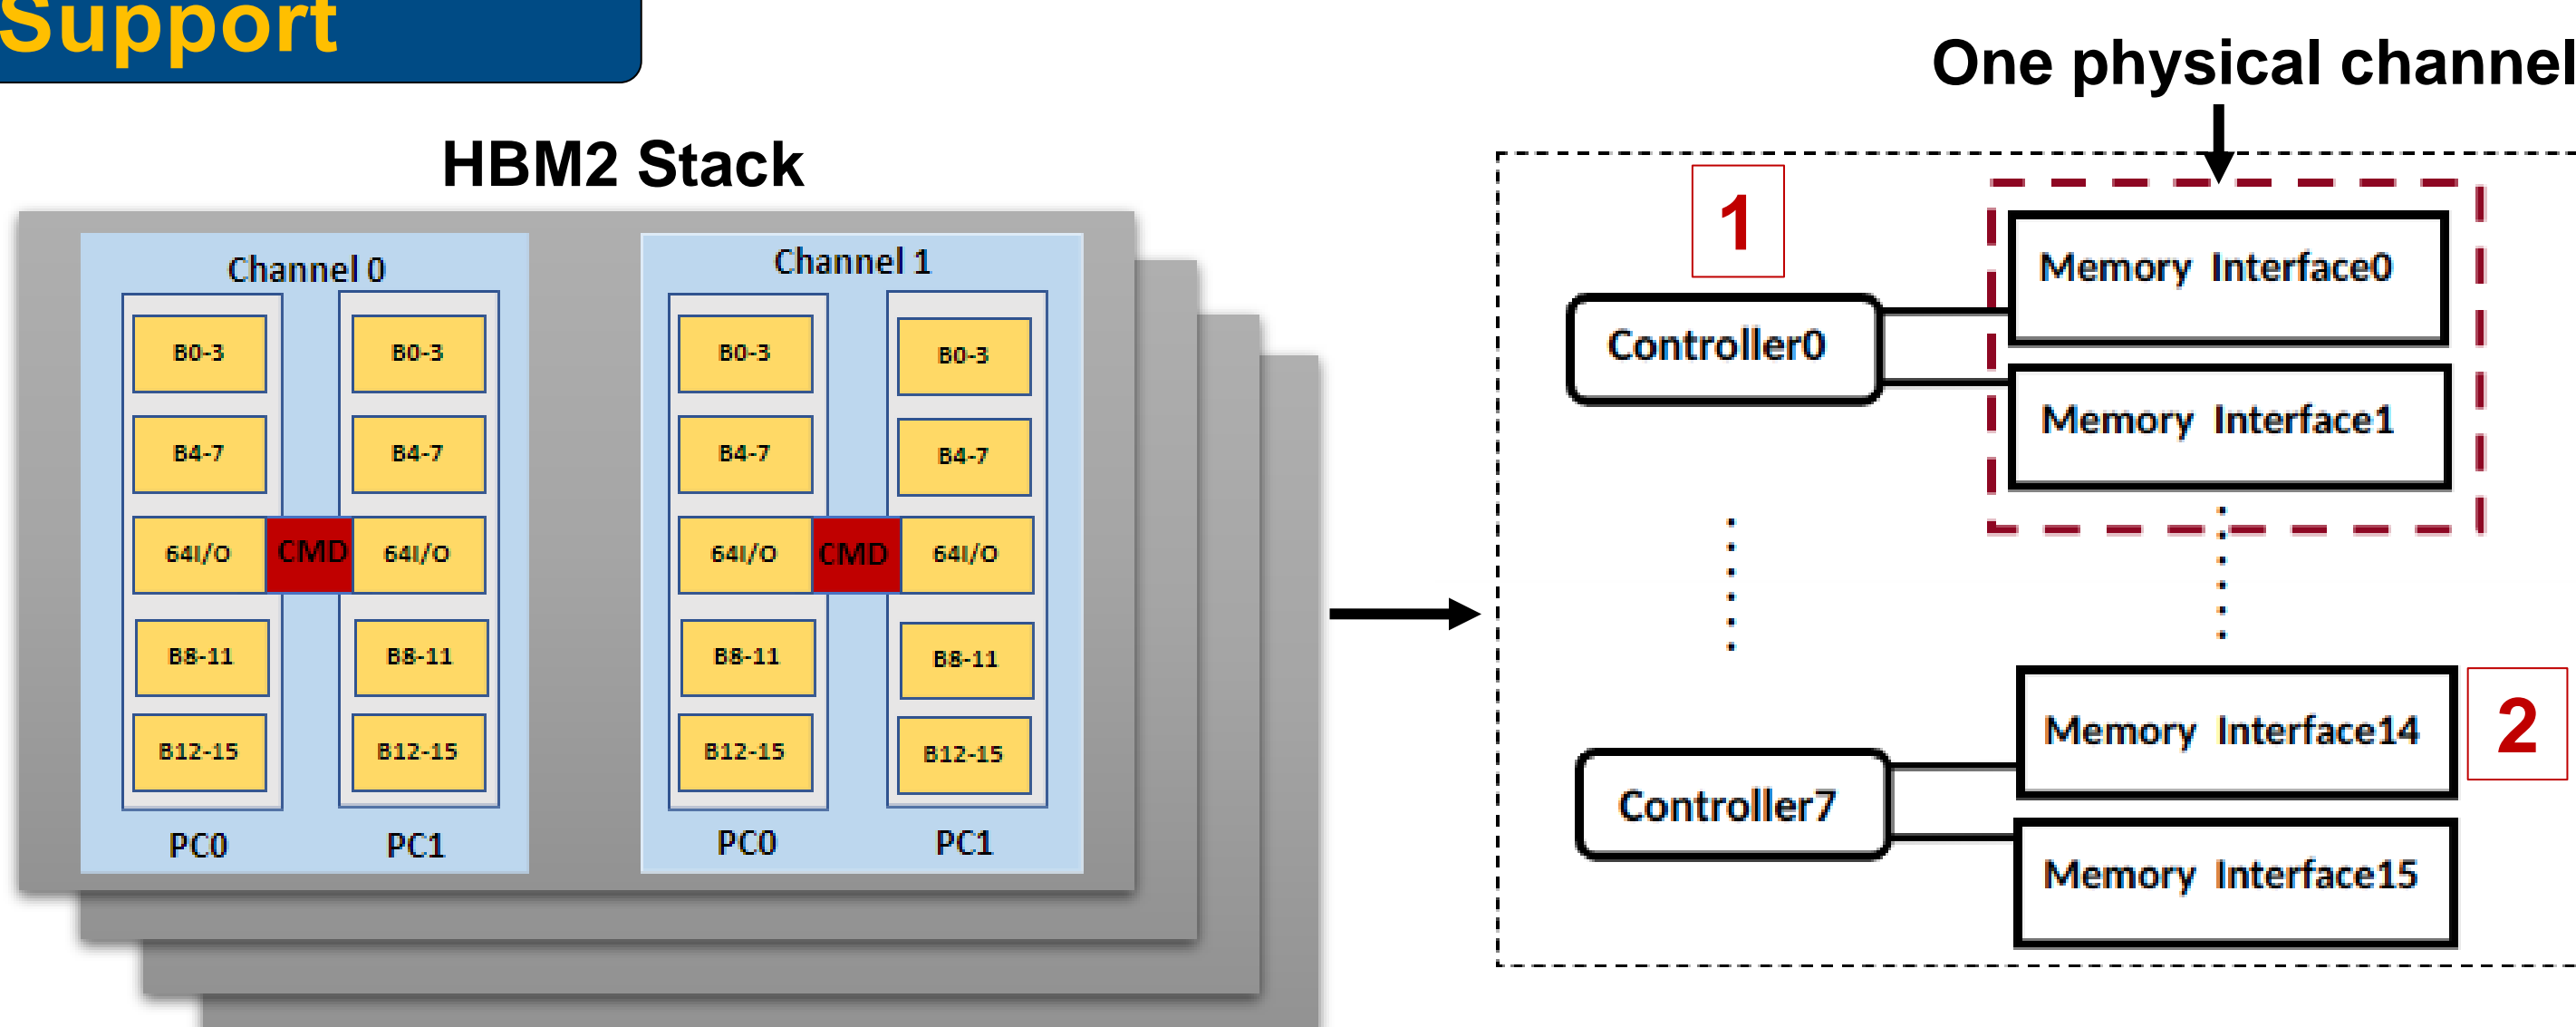 Support
One physical channel
HBM2 Stack
Channel 0
B0-3
B0-3
B4-7
B4-7
64I/O
CMD
64I/O
B8-11
B8-11
B12-15
B12-15
PC0
PC1
Channel 1
B0-3
B0-3
B4-7
B4-7
64I/O
CMD
64I/O
B8-11
B8-11
B12-15
B12-15
PC0
PC1
1
Controller0
Memory Interface0
Memory Interface1
Controller7
Memory Interface14
2
Memory Interface15